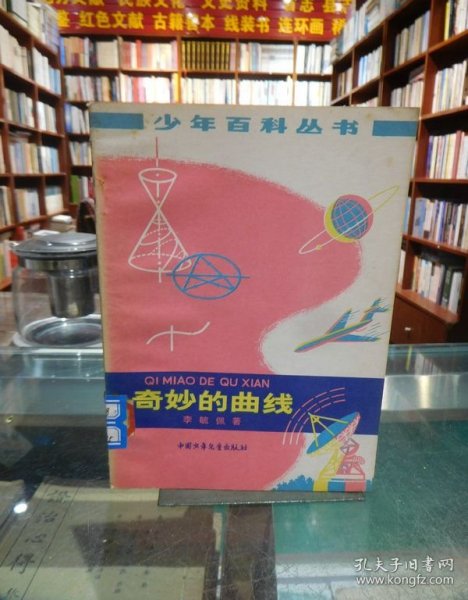 红色文献 古籍善本 线装书 连环画
少年百科丛书
QI MIAO DE QU XIAN
奇妙的曲线
李毓佩著
中国少年儿童出版社
孔夫子旧书网
www.kongfz.com